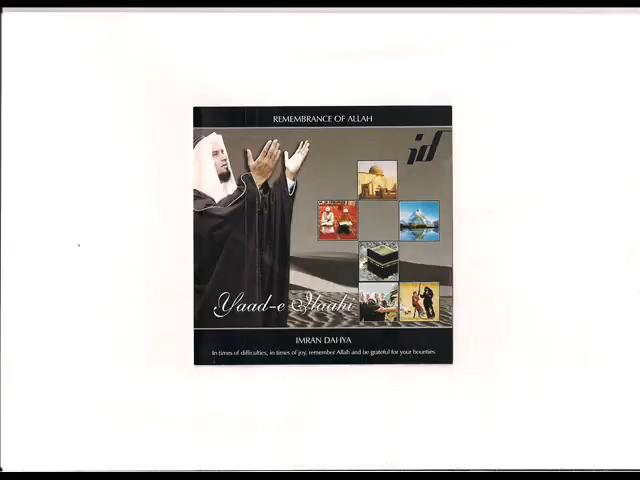 REMEMBRANCE OF ALLAH
id
Yaad-e Ilaahi
IMRAN DAHYA
In times of difficulties, in times of joy, remember Allah and be grateful for your bounties.